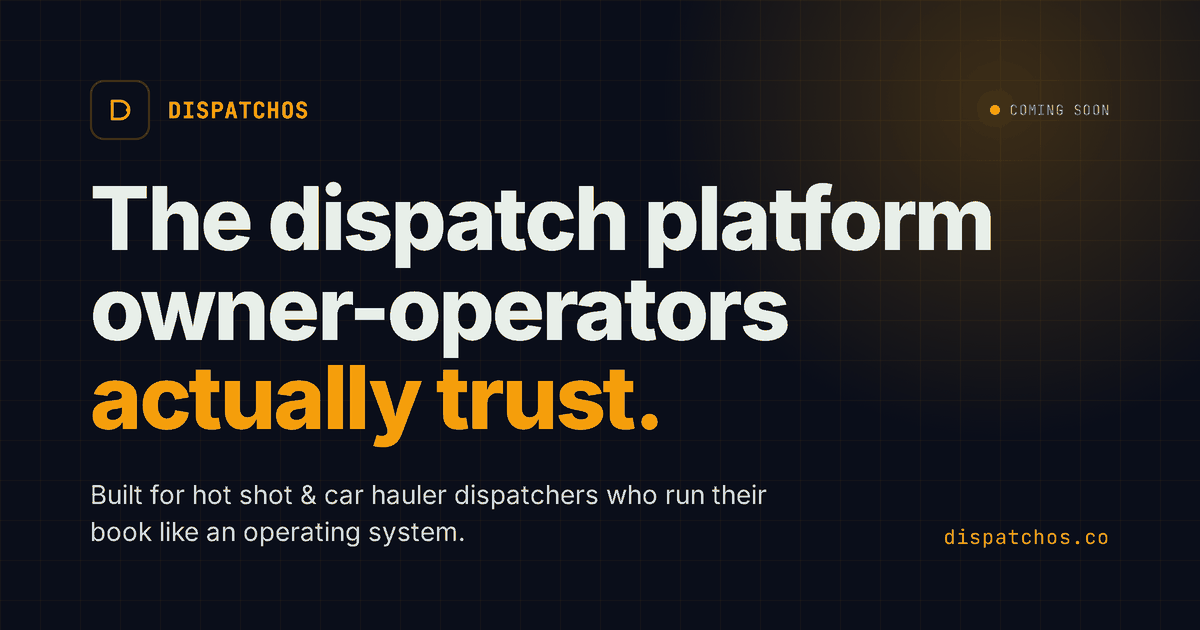 D
DISPATCHOS
COMING SOON
The dispatch platform
owner-operators
actually trust.
Built for hot shot & car hauler dispatchers who run their
book like an operating system.
dispatchos.co